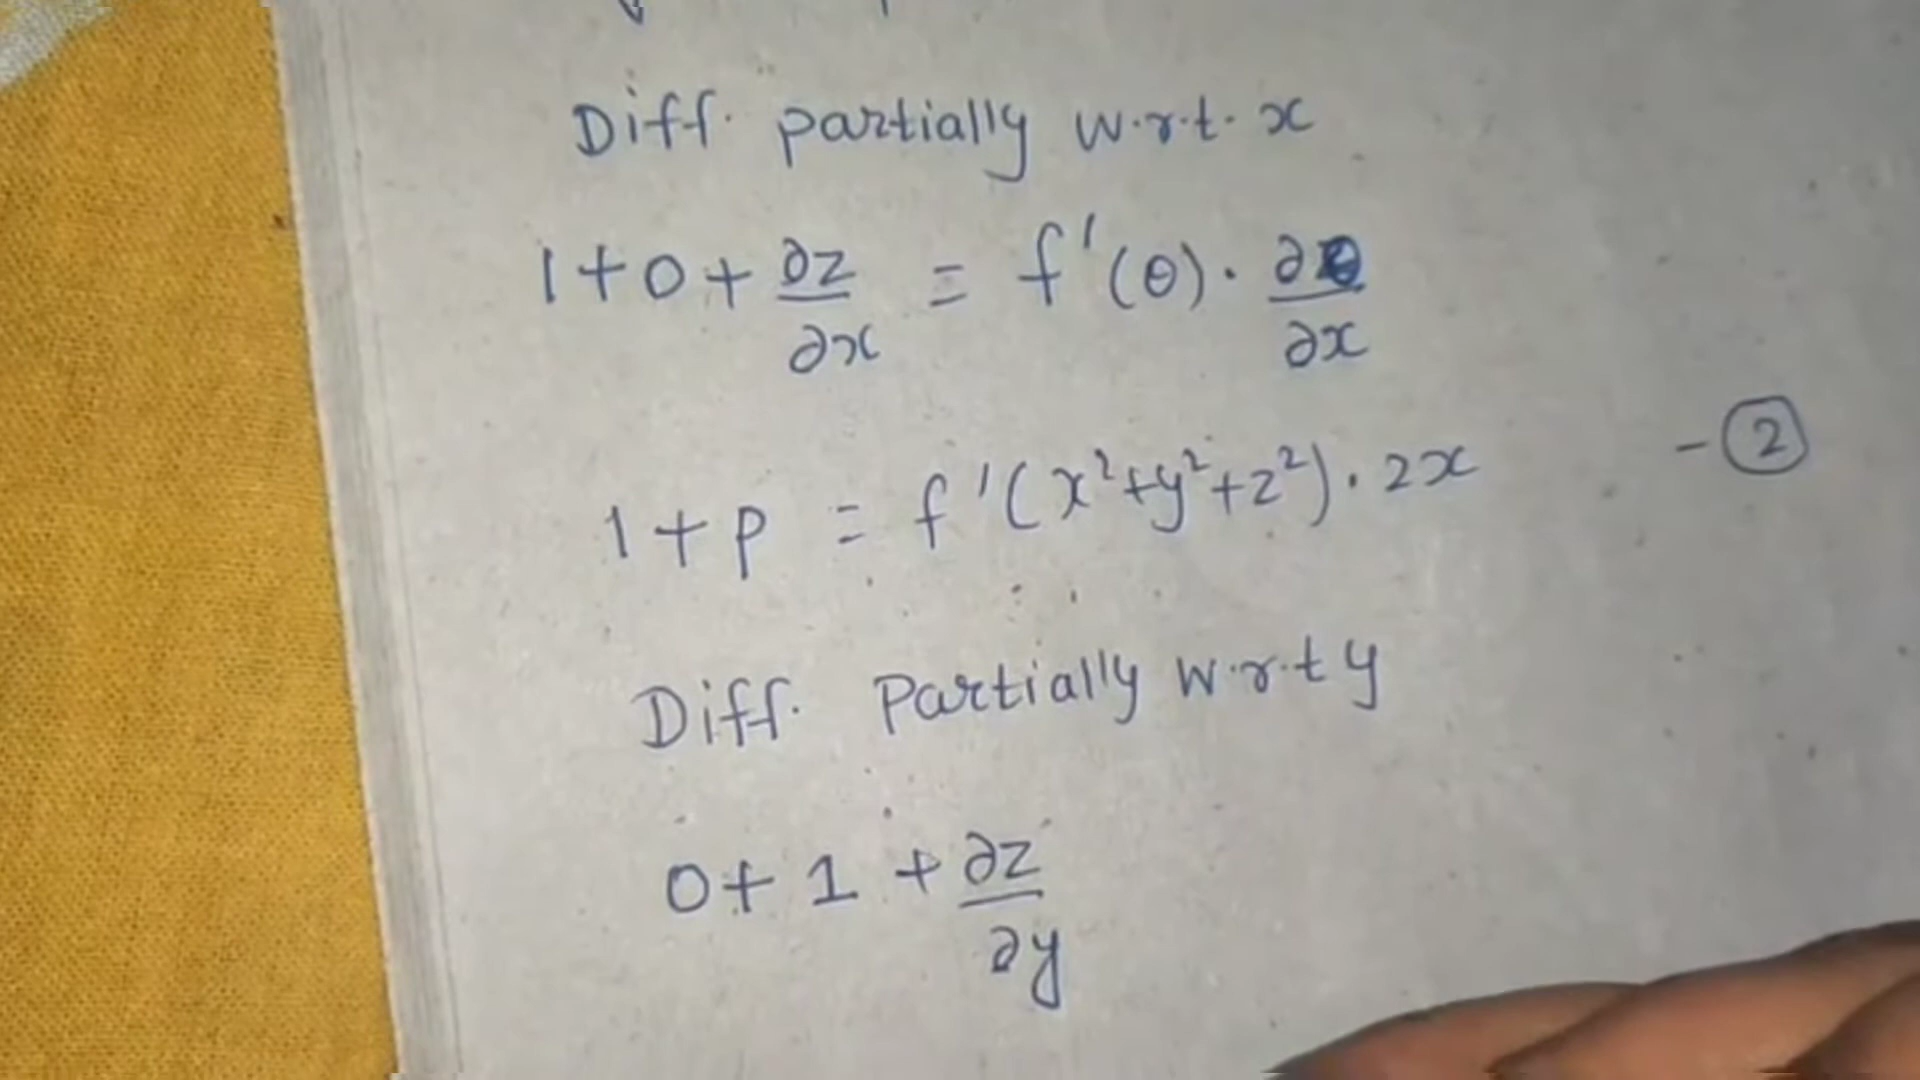 Diff. partially w.r.t. x
1+0+∂z/∂x = f'(θ)·∂θ/∂x
1+p = f'(x²+y²+z²)·2x -②
Diff. Partially w.r.t y
0+1+∂z/∂y